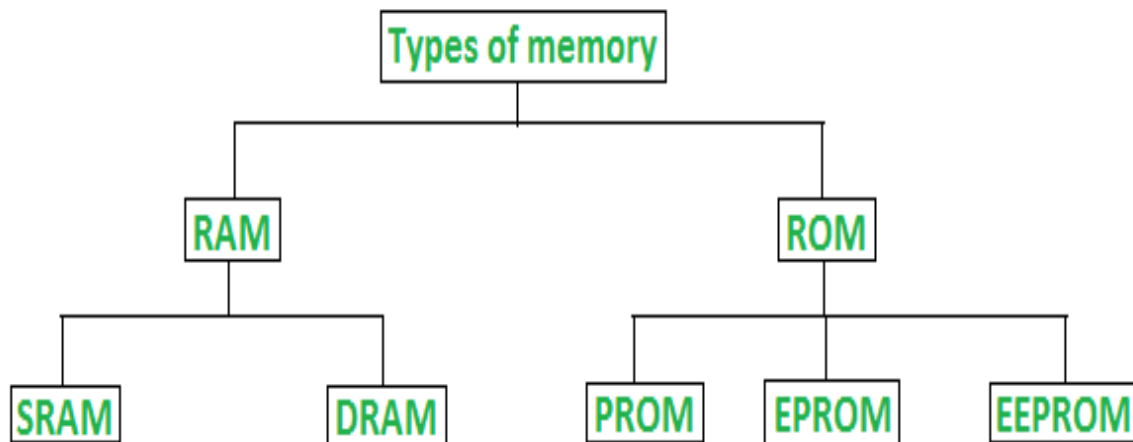 Types of memory
RAM
ROM
SRAM
DRAM
PROM
EPROM
EEPROM